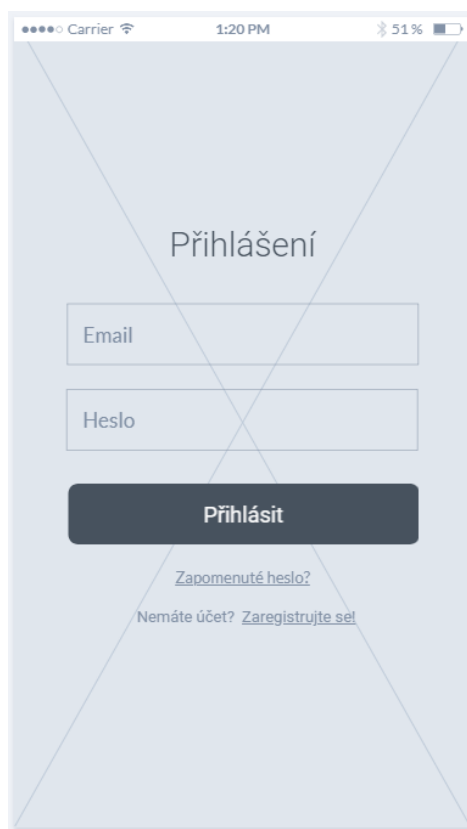 Carrier 1:20 PM 51 %
Přihlášení
Email
Heslo
Přihlásit
Zapomenuté heslo?
Nemáte účet? Zaregistrujte se!